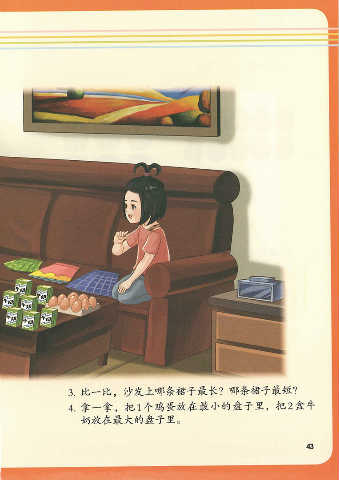 3. 比一比，沙发上哪条裙子最长？哪条裙子最短？
4. 拿一拿，把1个鸡蛋放在最小的盘子里，把2盒牛
奶放在最大的盘子里。
43